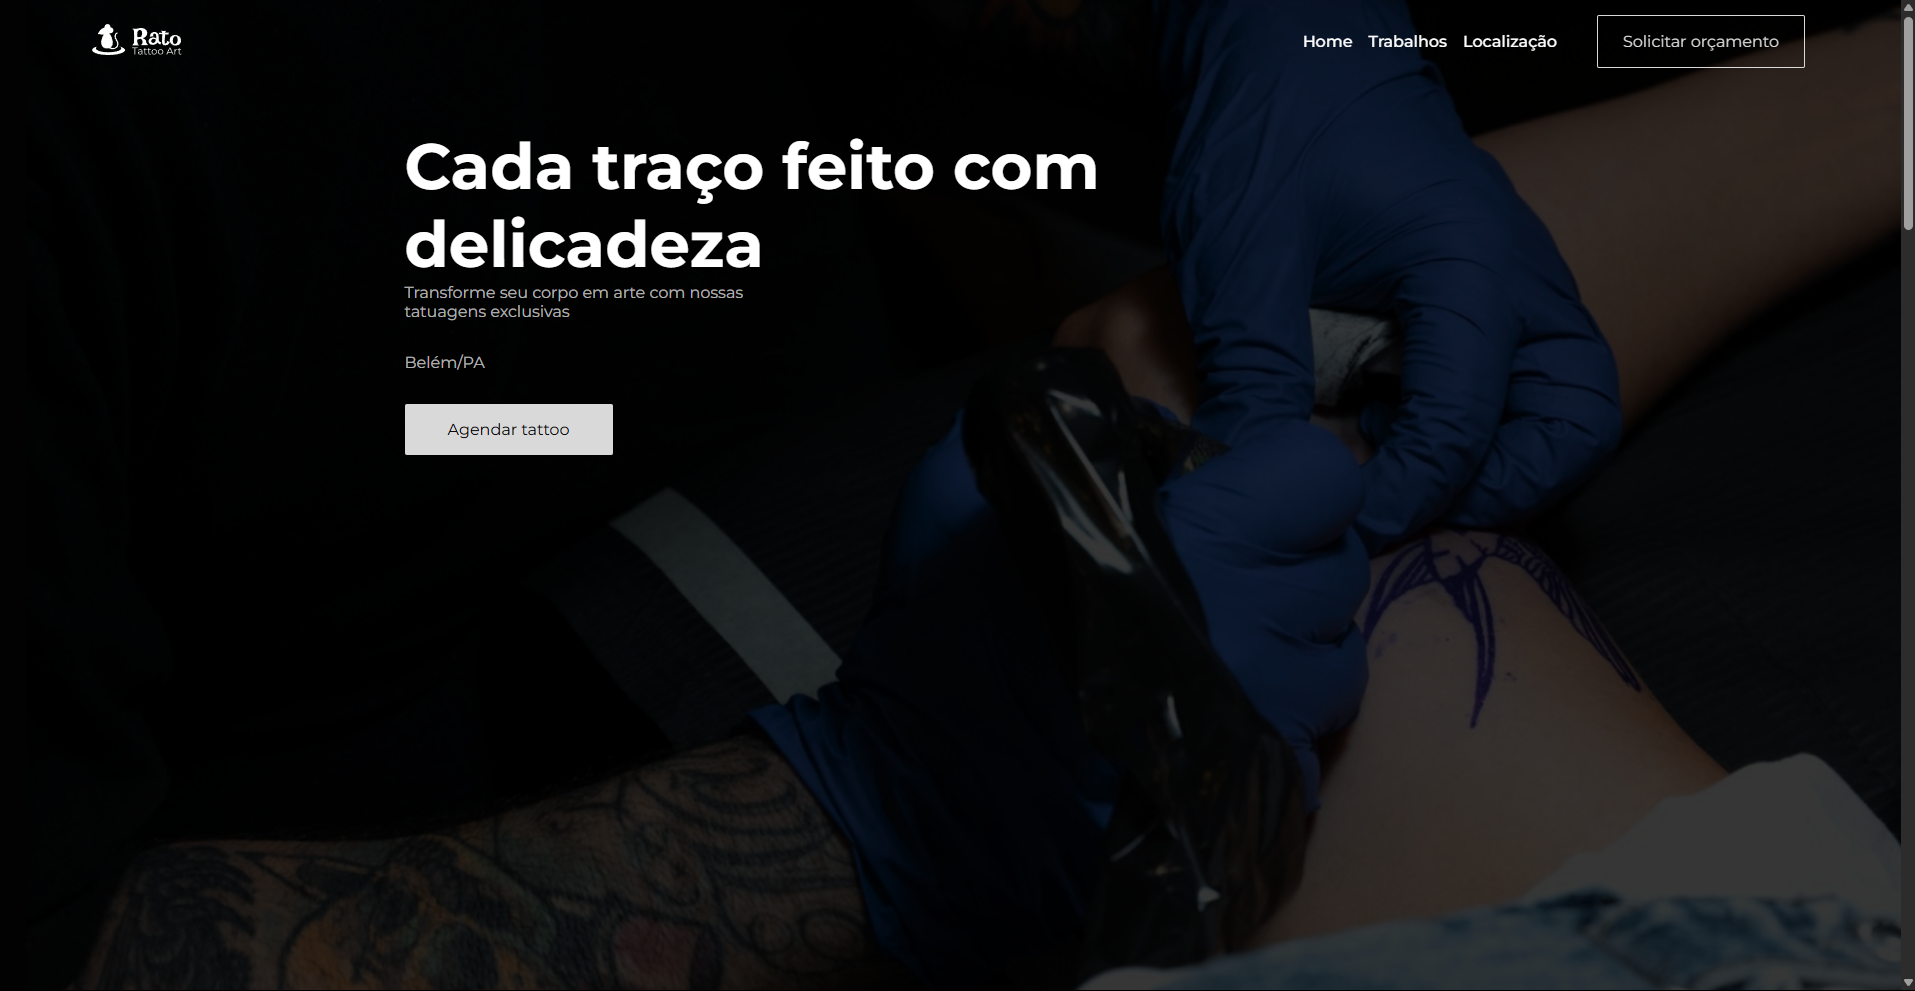 Rato
Tattoo Art
Home Trabalhos Localização Solicitar orçamento
Cada traço feito com
delicadeza
Transforme seu corpo em arte com nossas
tatuagens exclusivas
Belém/PA
Agendar tattoo